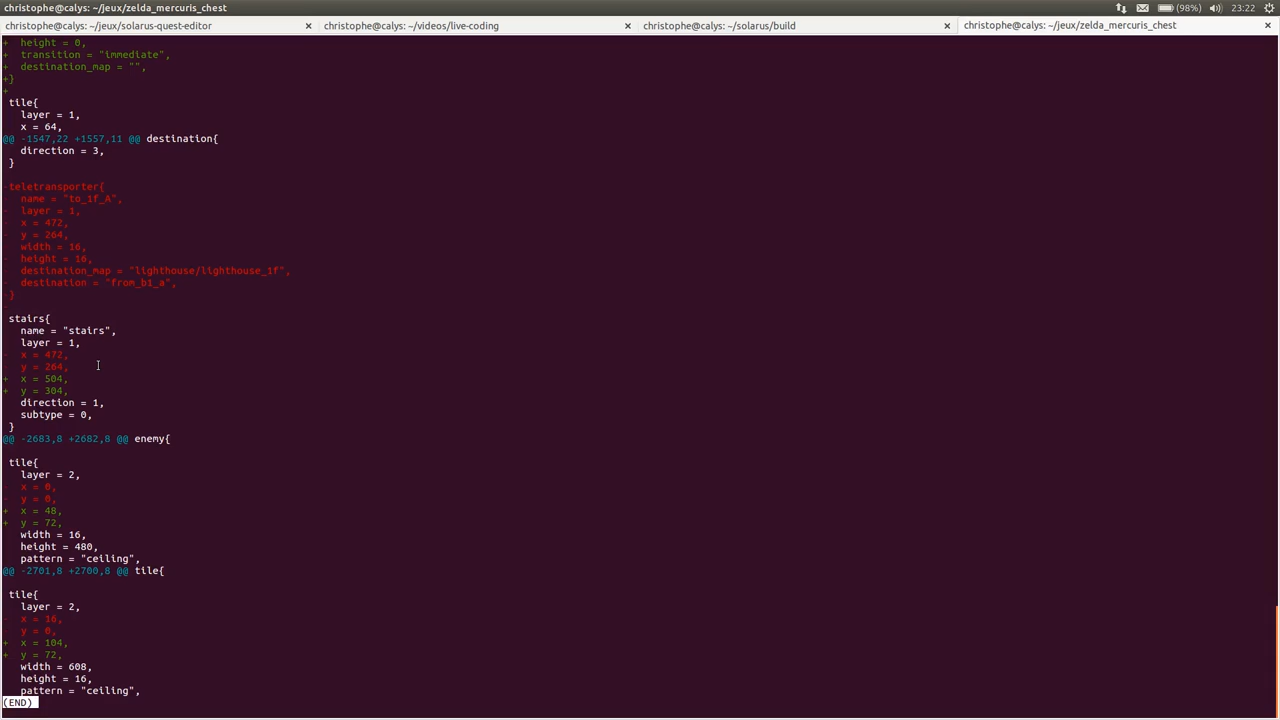 christophe@calys: ~/jeux/zelda_mercuris_chest
(98%) 23:22
christophe@calys: ~/jeux/solarus-quest-editor × christophe@calys: ~/videos/live-coding × christophe@calys: ~/solarus/build × christophe@calys: ~/jeux/zelda_mercuris_chest ×
+  height = 0,
+  transition = "immediate",
+  destination_map = "",
+}
+
 tile{
   layer = 1,
   x = 64,
@@ -1547,22 +1557,11 @@ destination{
   direction = 3,
 }
-teletransporter{
-  name = "to_1f_A",
-  layer = 1,
-  x = 472,
-  y = 264,
-  width = 16,
-  height = 16,
-  destination_map = "lighthouse/lighthouse_1f",
-  destination = "from_b1_a",
-}
-
 stairs{
   name = "stairs",
   layer = 1,
-  x = 472,
-  y = 264,
+  x = 504,
+  y = 304,
   direction = 1,
   subtype = 0,
 }
@@ -2683,8 +2682,8 @@ enemy{
 tile{
   layer = 2,
-  x = 0,
-  y = 0,
+  x = 48,
+  y = 72,
   width = 16,
   height = 480,
   pattern = "ceiling",
@@ -2701,8 +2700,8 @@ tile{
 tile{
   layer = 2,
-  x = 16,
-  y = 0,
+  x = 104,
+  y = 72,
   width = 608,
   height = 16,
   pattern = "ceiling",
(END)